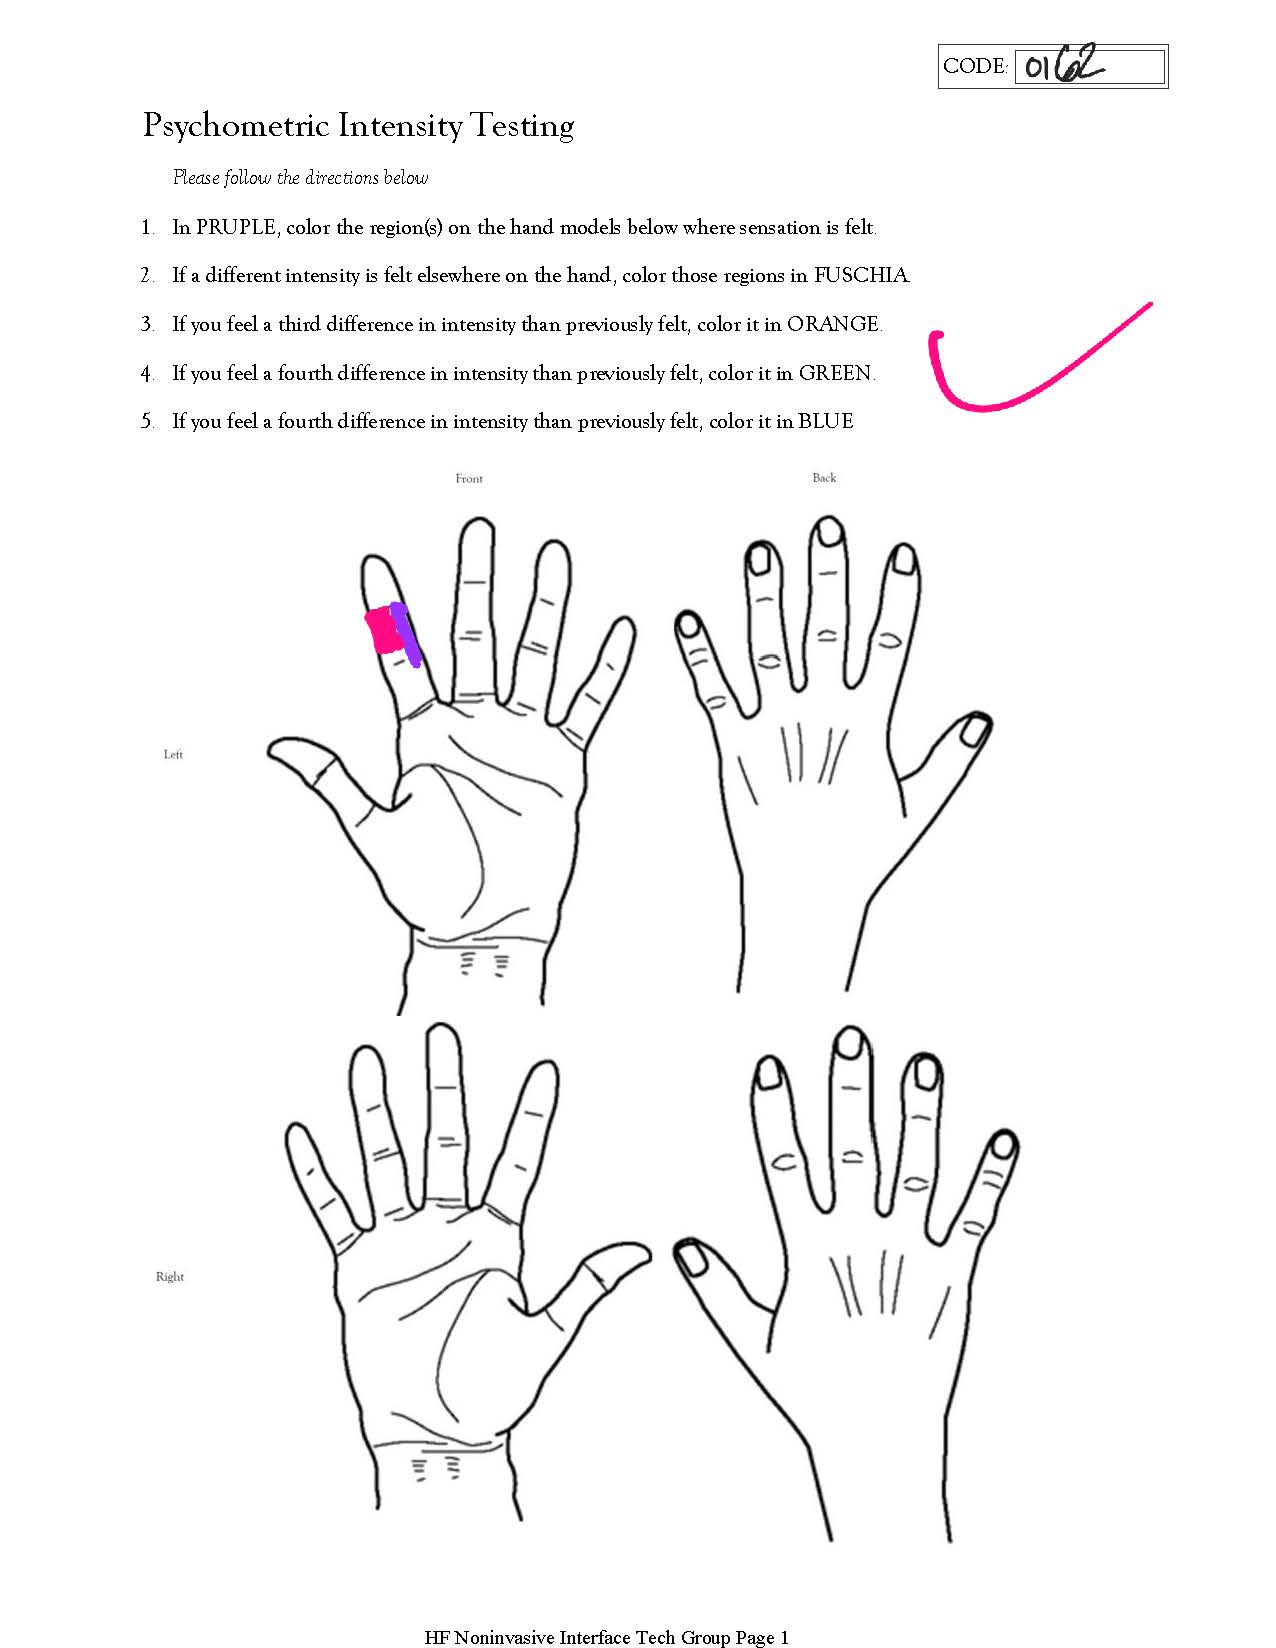 CODE: 0162
Psychometric Intensity Testing
Please follow the directions below
1. In PRUPLE, color the region(s) on the hand models below where sensation is felt.
2. If a different intensity is felt elsewhere on the hand, color those regions in FUSCHIA.
3. If you feel a third difference in intensity than previously felt, color it in ORANGE.
4. If you feel a fourth difference in intensity than previously felt, color it in GREEN.
5. If you feel a fourth difference in intensity than previously felt, color it in BLUE
Front
Back
Left
Right
HF Noninvasive Interface Tech Group Page 1